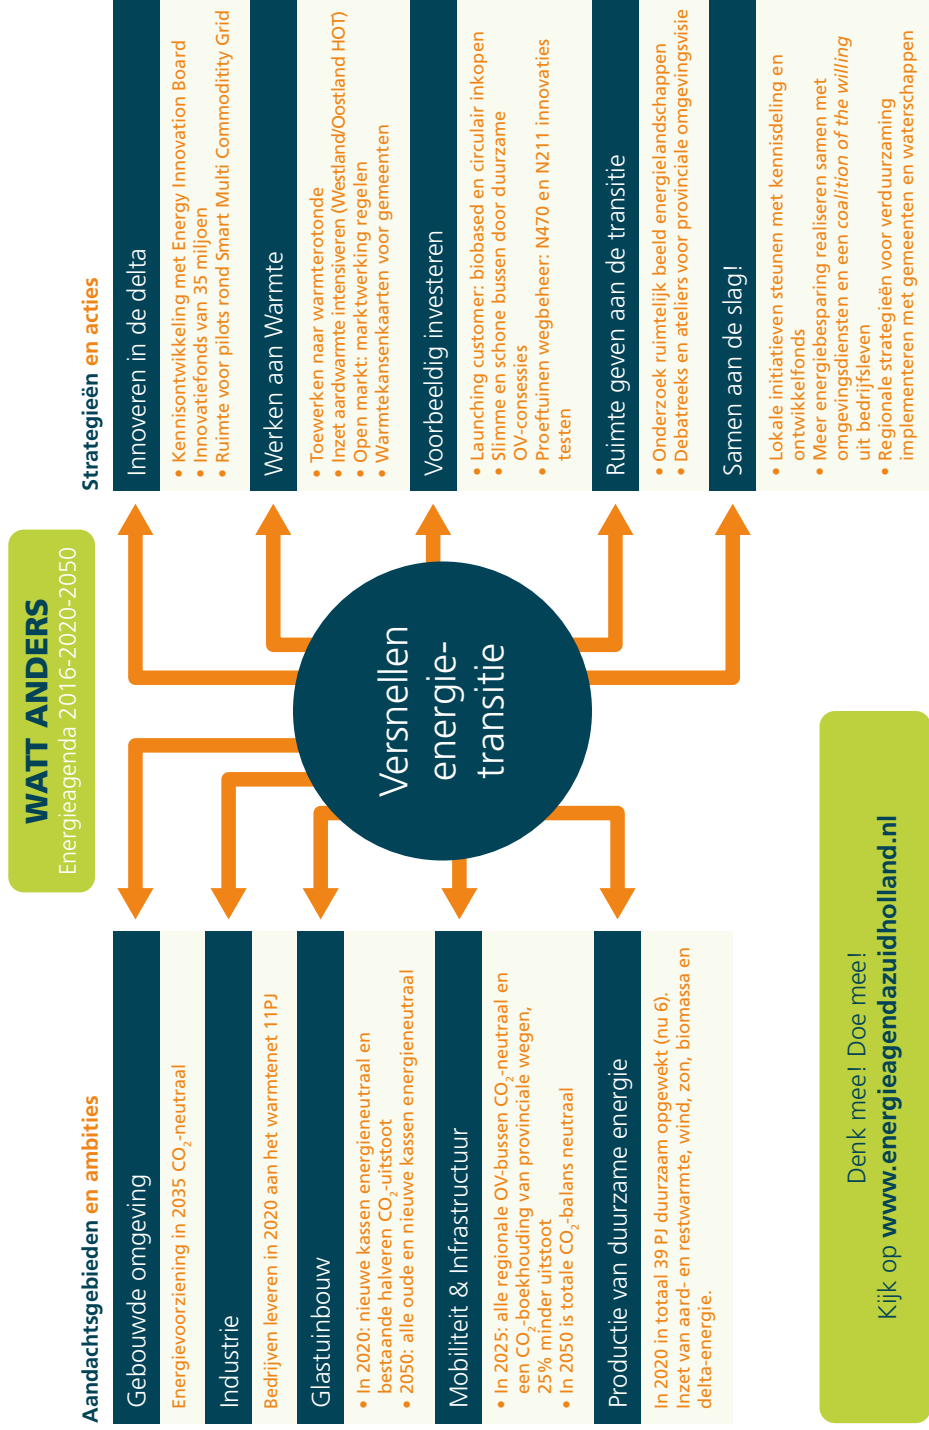 WATT ANDERS
Energieagenda 2016-2020-2050
Aandachtsgebieden en ambities
Gebouwde omgeving
Energievoorziening in 2035 CO₂-neutraal
Industrie
Bedrijven leveren in 2020 aan het warmtenet 11PJ
Glastuinbouw
• In 2020: nieuwe kassen energieneutraal en
bestaande halveren CO₂-uitstoot
• 2050: alle oude en nieuwe kassen energieneutraal
Mobiliteit & Infrastructuur
• In 2025: alle regionale OV-bussen CO₂-neutraal en
een CO₂-boekhouding van provinciale wegen,
25% minder uitstoot
• In 2050 is totale CO₂-balans neutraal
Productie van duurzame energie
In 2020 in totaal 39 PJ duurzaam opgewekt (nu 6).
Inzet van aard- en restwarmte, wind, zon, biomassa en
delta-energie.
Versnellen
energie-
transitie
Strategieën en acties
Innoveren in de delta
• Kennisontwikkeling met Energy Innovation Board
• Innovatiefonds van 35 miljoen
• Ruimte voor pilots rond Smart Multi Commoditity Grid
Werken aan Warmte
• Toewerken naar warmterotonde
• Inzet aardwarmte intensiveren (Westland/Oostland HOT)
• Open markt: marktwerking regelen
• Warmtekansenkaarten voor gemeenten
Voorbeeldig investeren
• Launching customer: biobased en circulair inkopen
• Slimme en schone bussen door duurzame
OV-consessies
• Proeftuinen wegbeheer: N470 en N211 innovaties
testen
Ruimte geven aan de transitie
• Onderzoek ruimtelijk beeld energielandschappen
• Debatreeks en ateliers voor provinciale omgevingsvisie
Samen aan de slag!
• Lokale initiatieven steunen met kennisdeling en
ontwikkelfonds
• Meer energiebesparing realiseren samen met
omgevingsdiensten en een coalition of the willing
uit bedrijfsleven
• Regionale strategieën voor verduurzaming
implementeren met gemeenten en waterschappen
Denk mee! Doe mee!
Kijk op www.energieagendazuidholland.nl